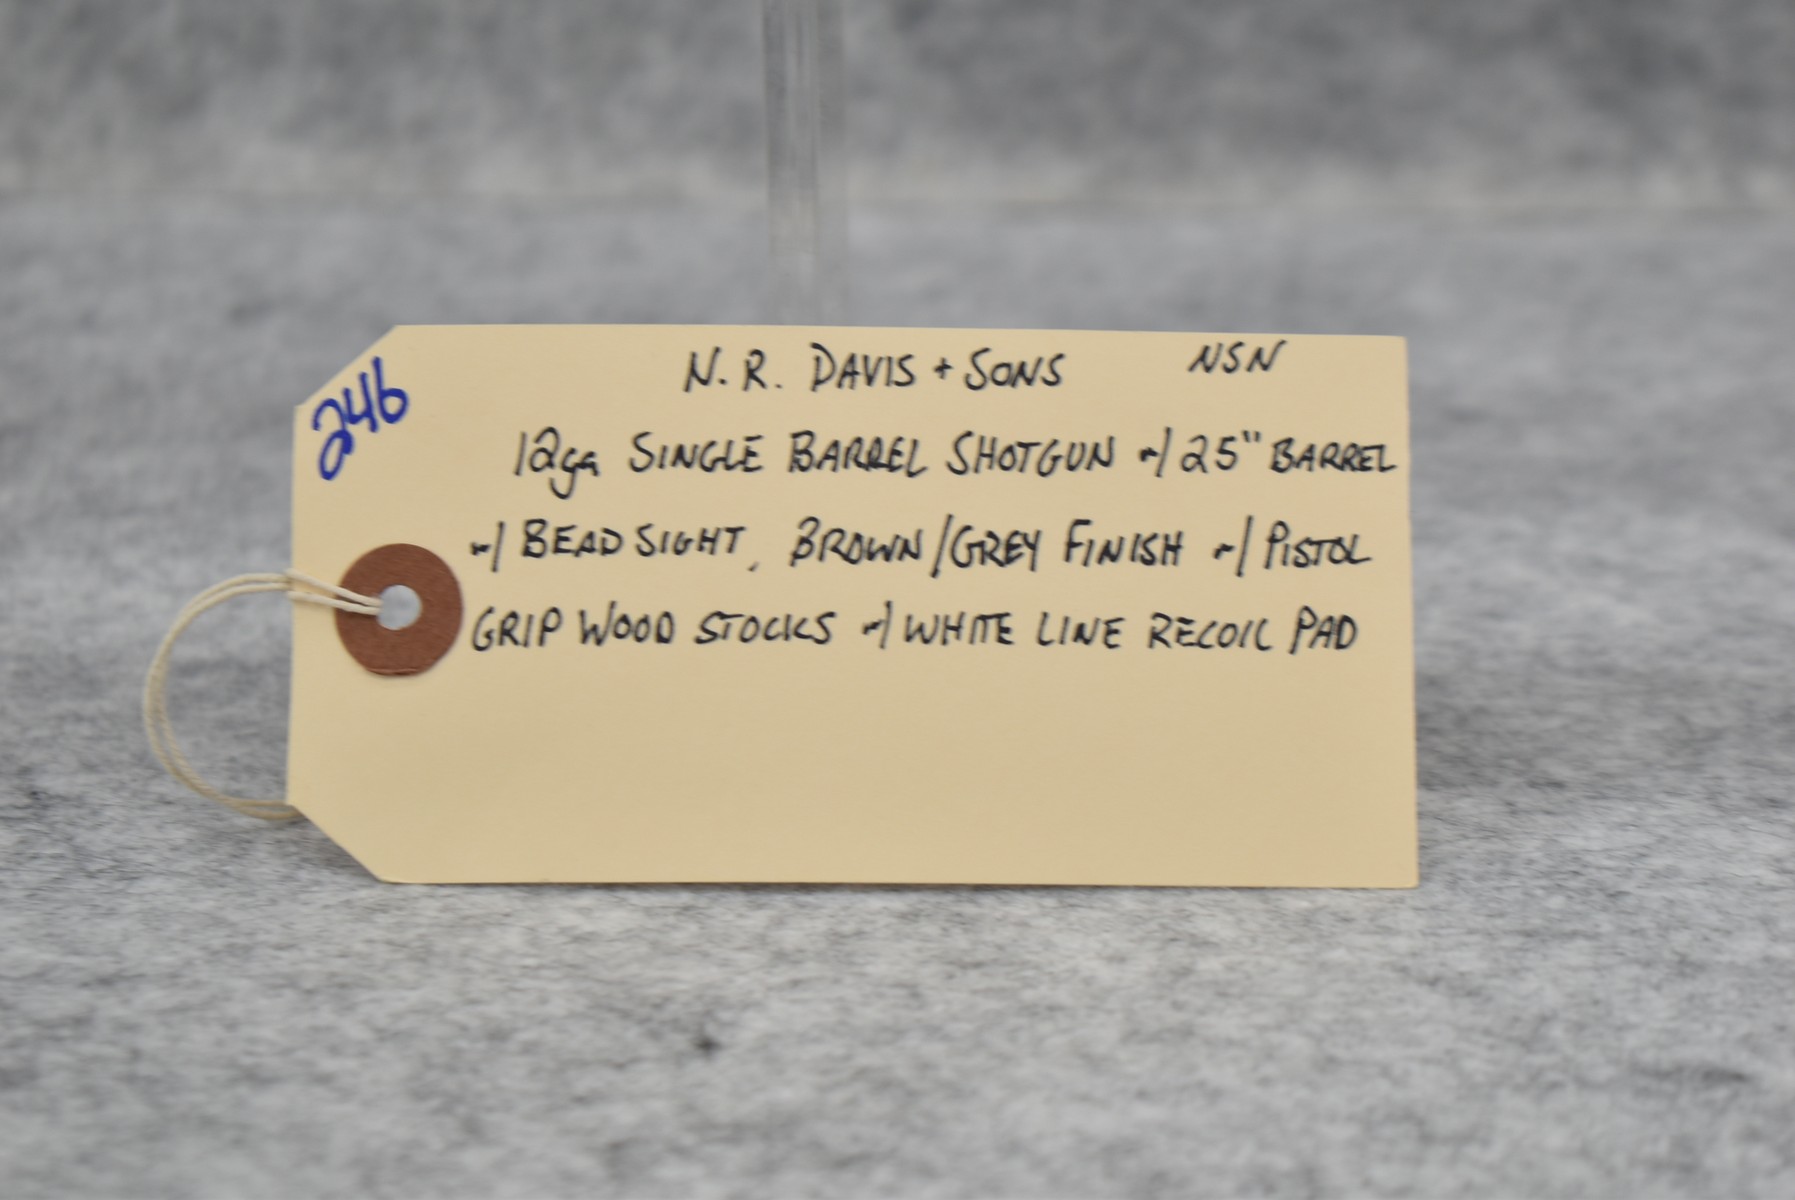 246
N.R. DAVIS + SONS NSN
12ga SINGLE BARREL SHOTGUN w/ 25" BARREL
w/ BEAD SIGHT, BROWN/GREY FINISH w/ PISTOL
GRIP WOOD STOCKS w/ WHITE LINE RECOIL PAD